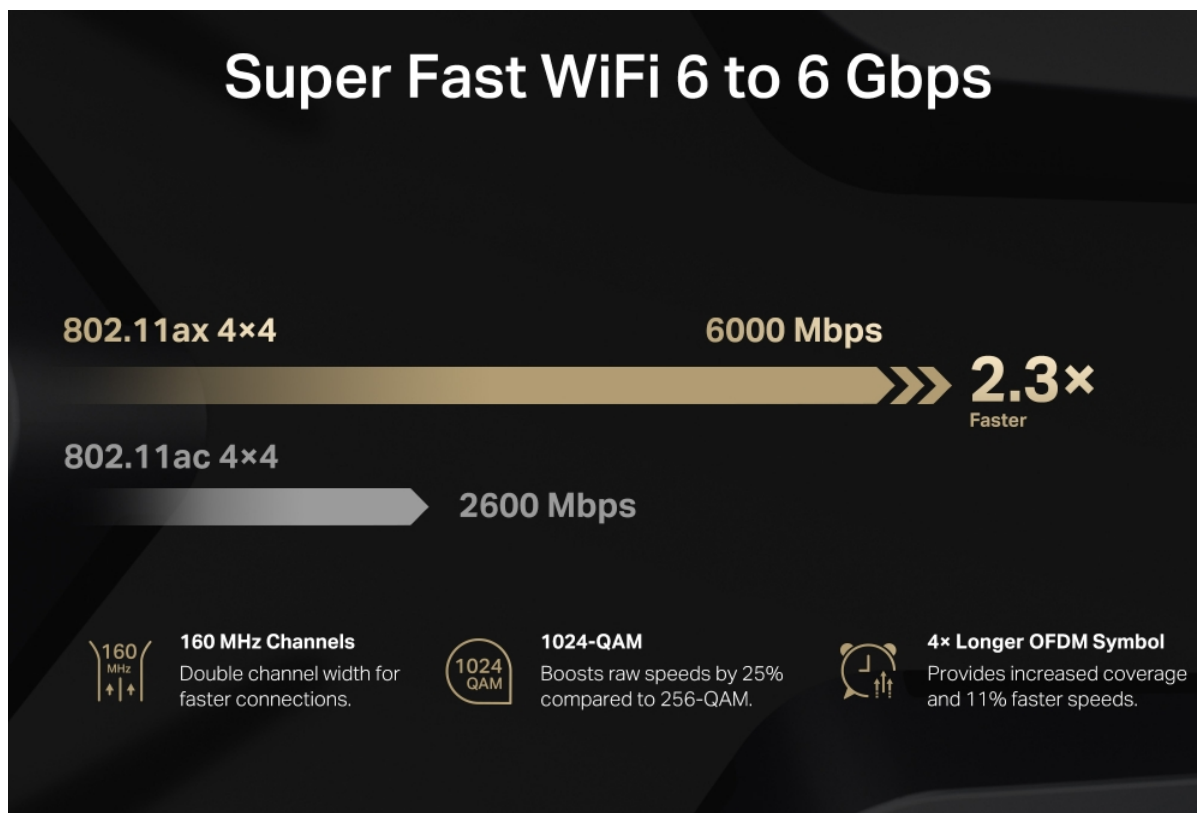 Super Fast WiFi 6 to 6 Gbps
802.11ax 4×4
6000 Mbps
2.3×
Faster
802.11ac 4×4
2600 Mbps
160
MHz
160 MHz Channels
Double channel width for
faster connections.
1024
QAM
1024-QAM
Boosts raw speeds by 25%
compared to 256-QAM.
4× Longer OFDM Symbol
Provides increased coverage
and 11% faster speeds.